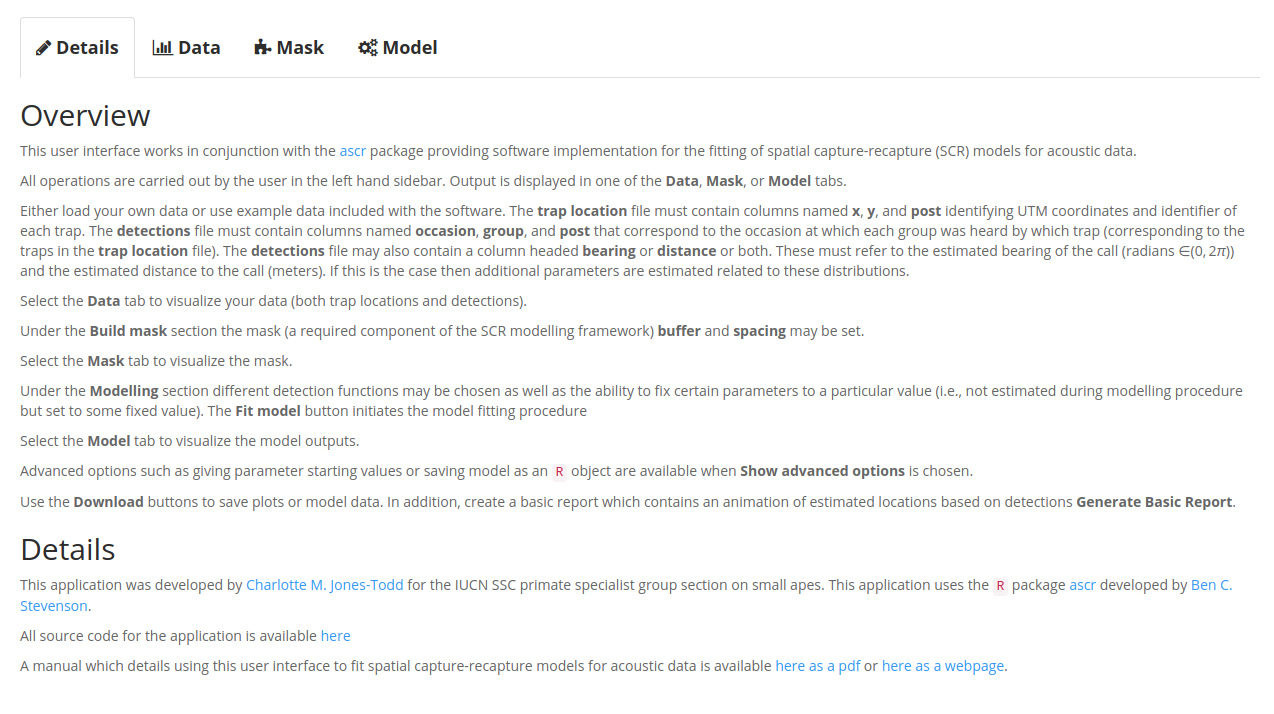 Details Data Mask Model
Overview
This user interface works in conjunction with the ascr package providing software implementation for the fitting of spatial capture-recapture (SCR) models for acoustic data.
All operations are carried out by the user in the left hand sidebar. Output is displayed in one of the Data, Mask, or Model tabs.
Either load your own data or use example data included with the software. The trap location file must contain columns named x, y, and post identifying UTM coordinates and identifier of
each trap. The detections file must contain columns named occasion, group, and post that correspond to the occasion at which each group was heard by which trap (corresponding to the
traps in the trap location file). The detections file may also contain a column headed bearing or distance or both. These must refer to the estimated bearing of the call (radians ∈(0, 2π))
and the estimated distance to the call (meters). If this is the case then additional parameters are estimated related to these distributions.
Select the Data tab to visualize your data (both trap locations and detections).
Under the Build mask section the mask (a required component of the SCR modelling framework) buffer and spacing may be set.
Select the Mask tab to visualize the mask.
Under the Modelling section different detection functions may be chosen as well as the ability to fix certain parameters to a particular value (i.e., not estimated during modelling procedure
but set to some fixed value). The Fit model button initiates the model fitting procedure
Select the Model tab to visualize the model outputs.
Advanced options such as giving parameter starting values or saving model as an R object are available when Show advanced options is chosen.
Use the Download buttons to save plots or model data. In addition, create a basic report which contains an animation of estimated locations based on detections Generate Basic Report.
Details
This application was developed by Charlotte M. Jones-Todd for the IUCN SSC primate specialist group section on small apes. This application uses the R package ascr developed by Ben C.
Stevenson.
All source code for the application is available here
A manual which details using this user interface to fit spatial capture-recapture models for acoustic data is available here as a pdf or here as a webpage.